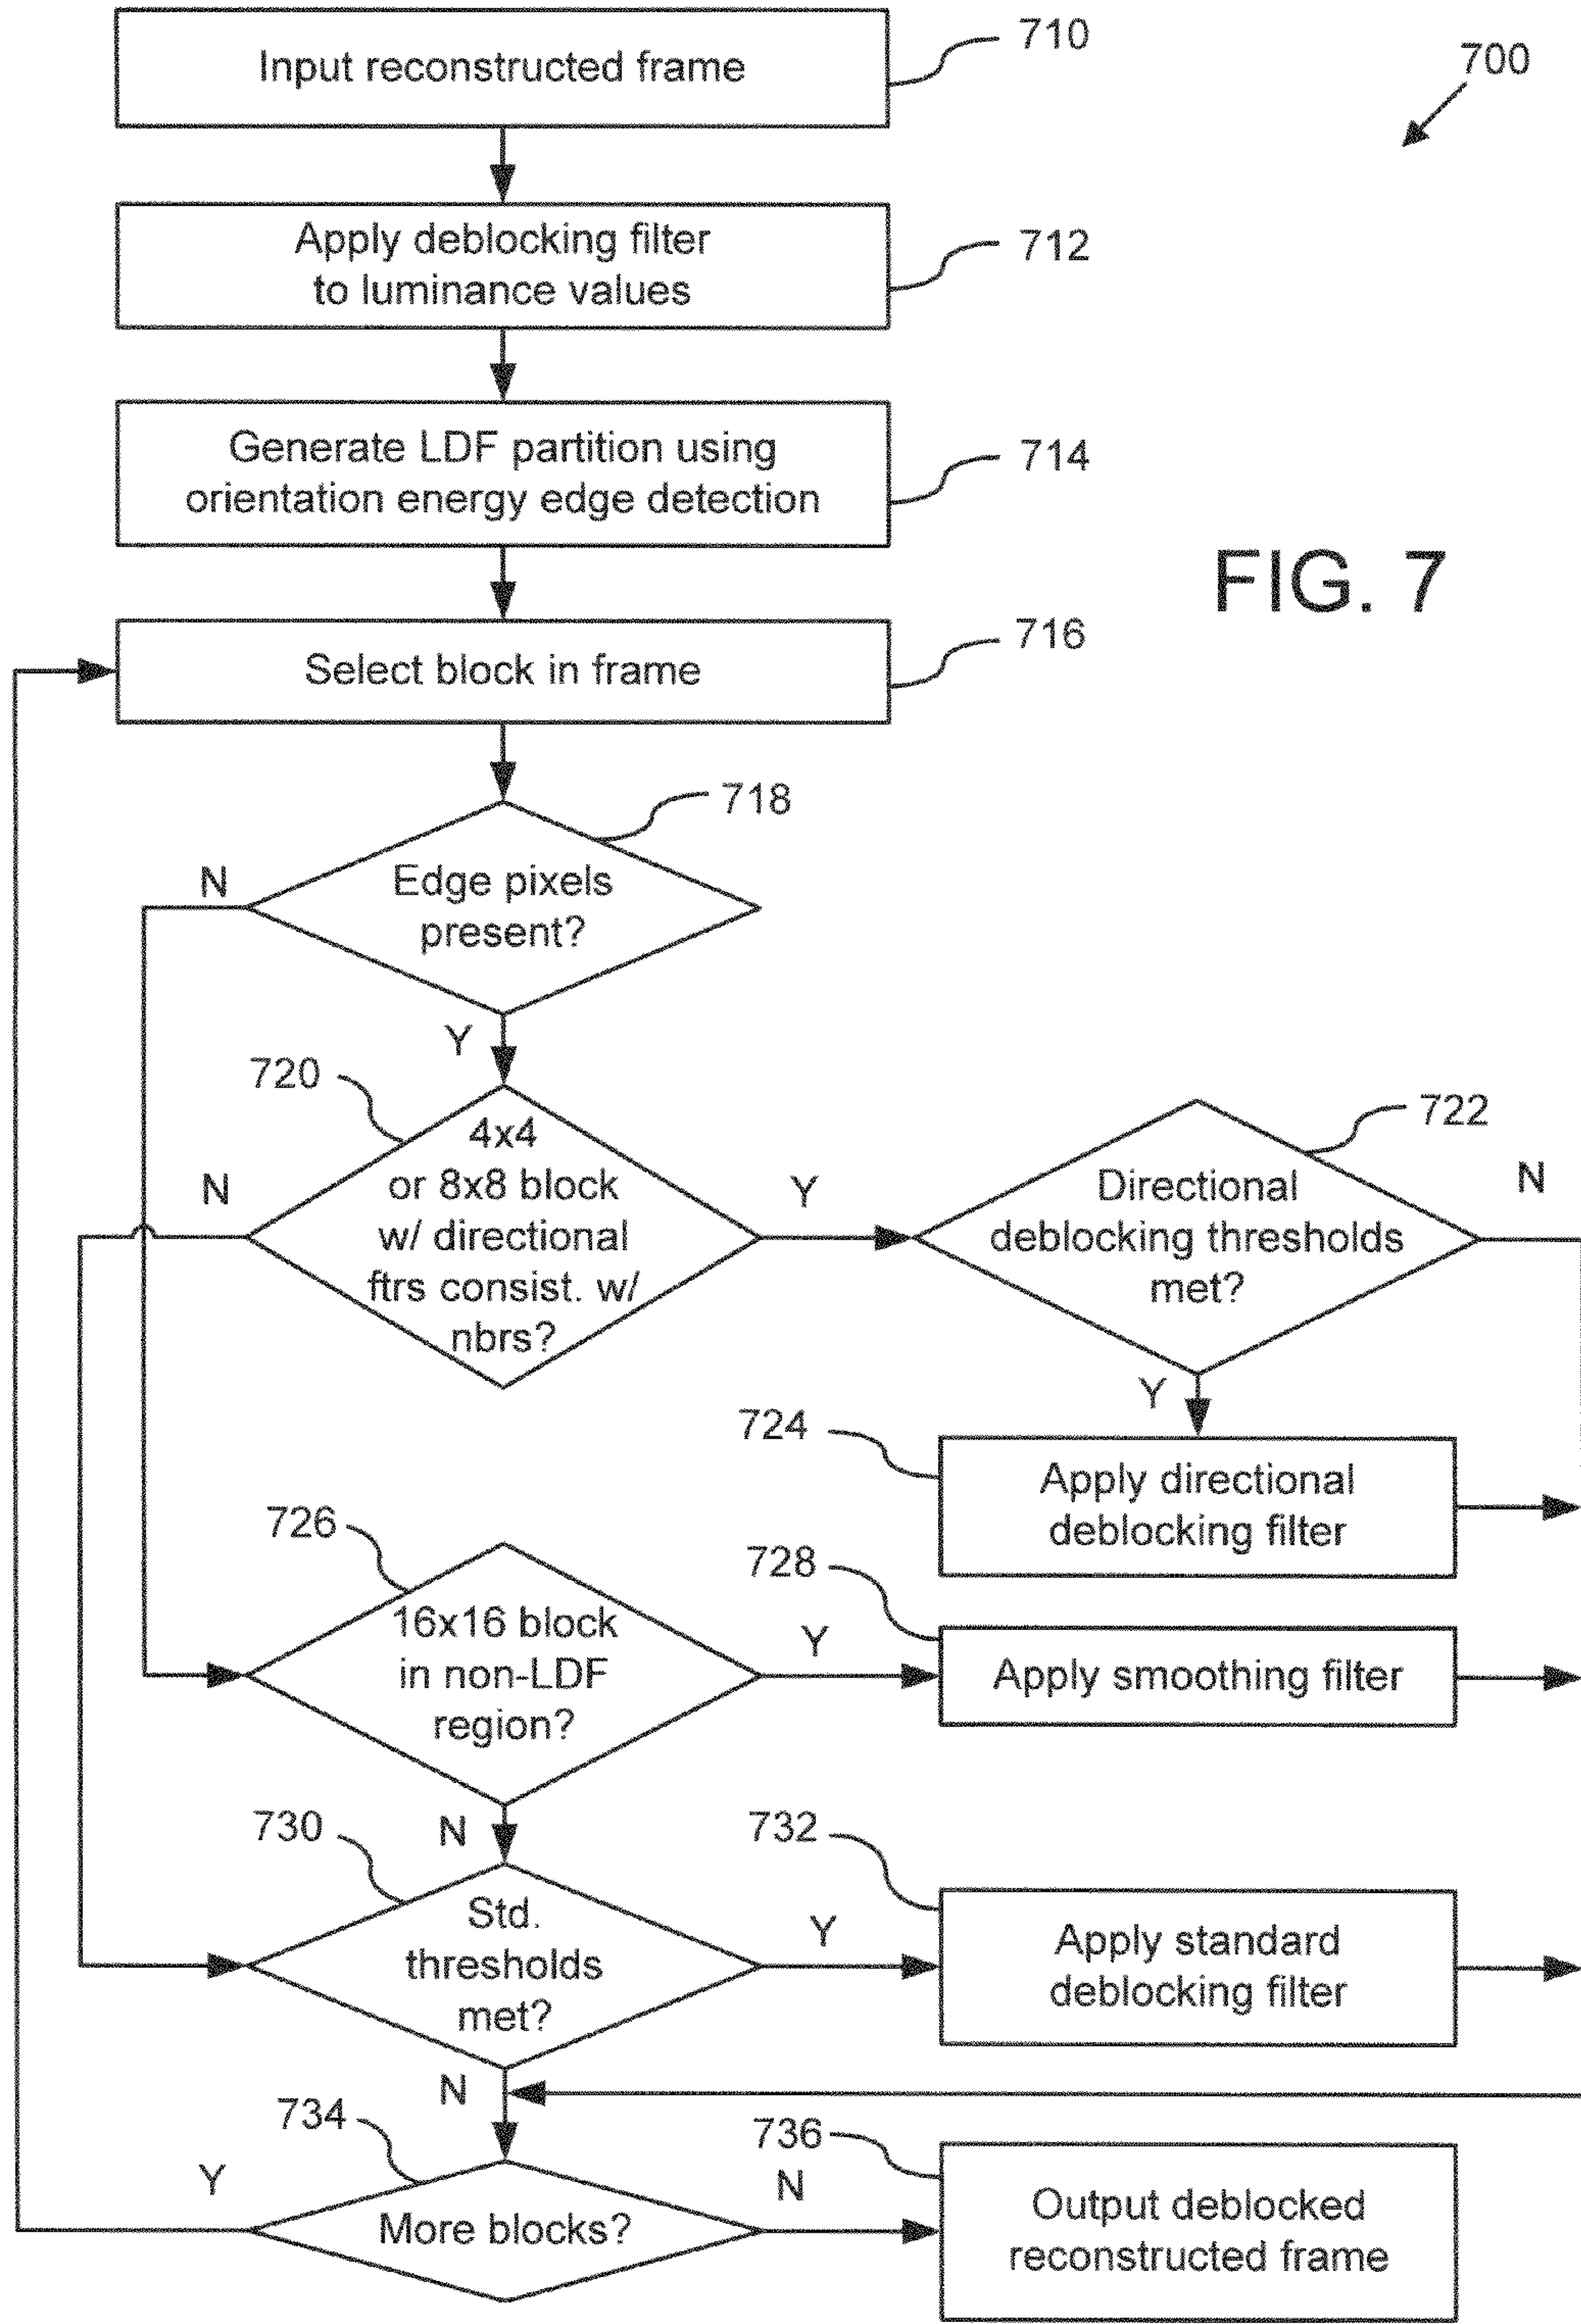 Input reconstructed frame
710
700
Apply deblocking filter
to luminance values
712
Generate LDF partition using
orientation energy edge detection
714
FIG. 7
Select block in frame
716
718
Edge pixels
present?
N
Y
720
4x4
or 8x8 block
w/ directional
ftrs consist. w/
nbrs?
N
Y
722
Directional
deblocking thresholds
met?
N
Y
724
Apply directional
deblocking filter
726
16x16 block
in non-LDF
region?
Y
728
Apply smoothing filter
N
730
Std.
thresholds
met?
Y
732
Apply standard
deblocking filter
N
734
More blocks?
Y
N
736
Output deblocked
reconstructed frame